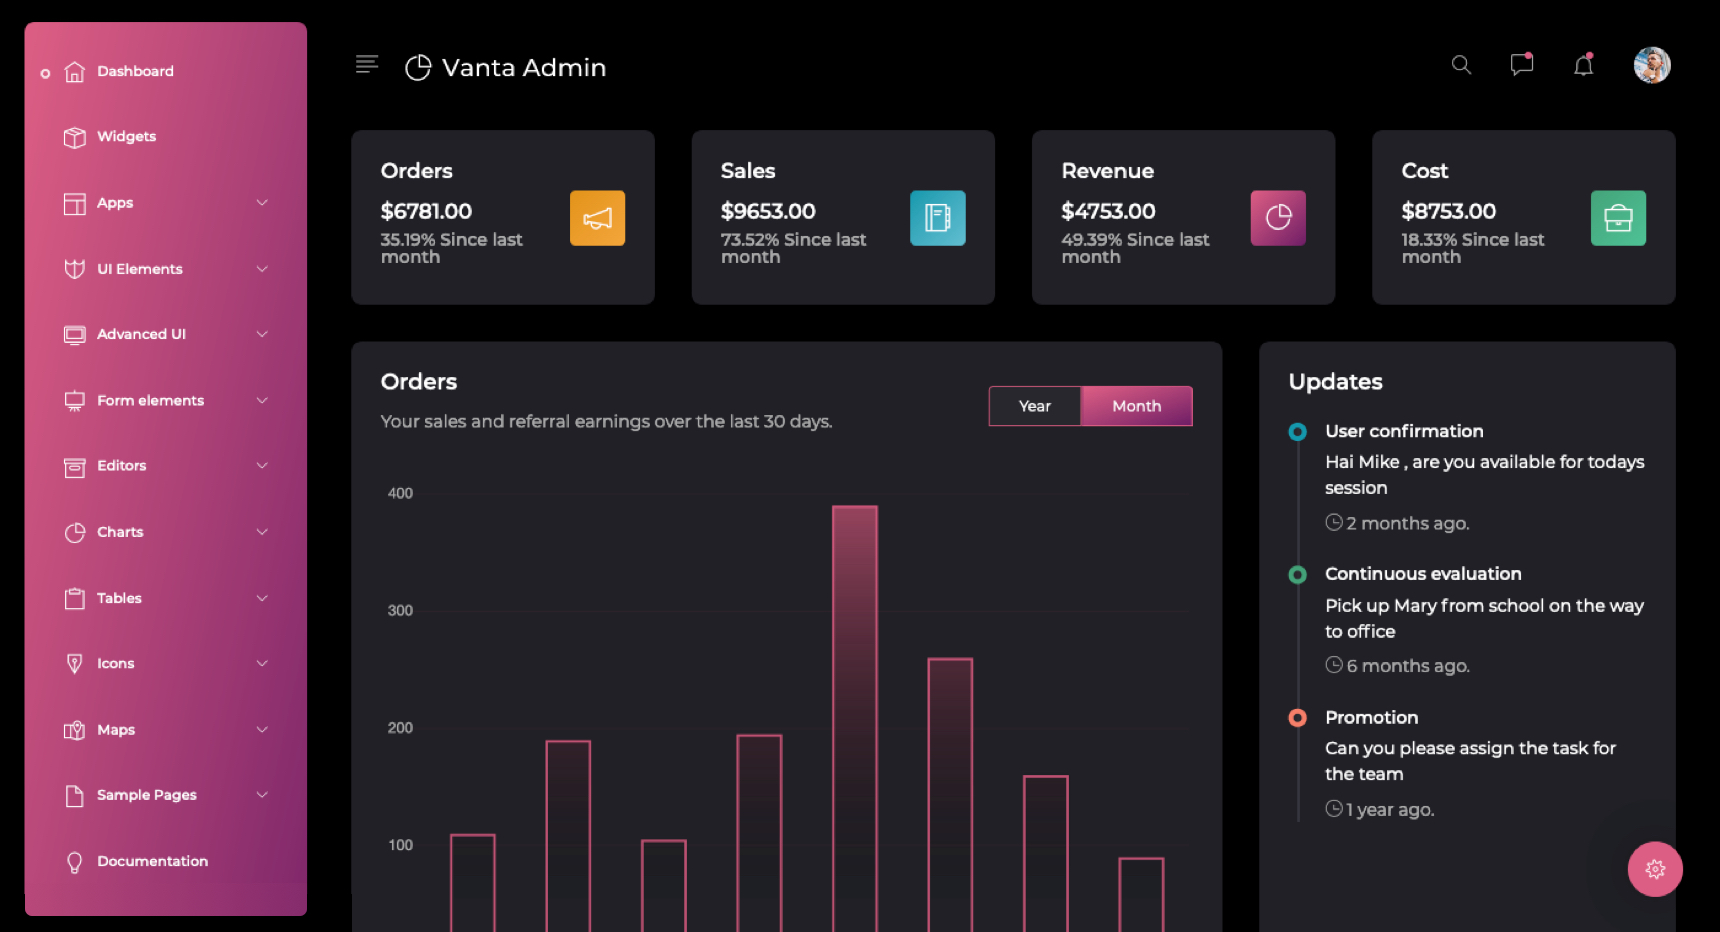 Dashboard
Widgets
Apps
UI Elements
Advanced UI
Form elements
Editors
Charts
Tables
Icons
Maps
Sample Pages
Documentation
Vanta Admin
Orders
$6781.00
35.19% Since last
month
Sales
$9653.00
73.52% Since last
month
Revenue
$4753.00
49.39% Since last
month
Cost
$8753.00
18.33% Since last
month
Orders
Your sales and referral earnings over the last 30 days.
Year Month
400
300
200
100
Updates
User confirmation
Hai Mike , are you available for todays
session
2 months ago.
Continuous evaluation
Pick up Mary from school on the way
to office
6 months ago.
Promotion
Can you please assign the task for
the team
1 year ago.